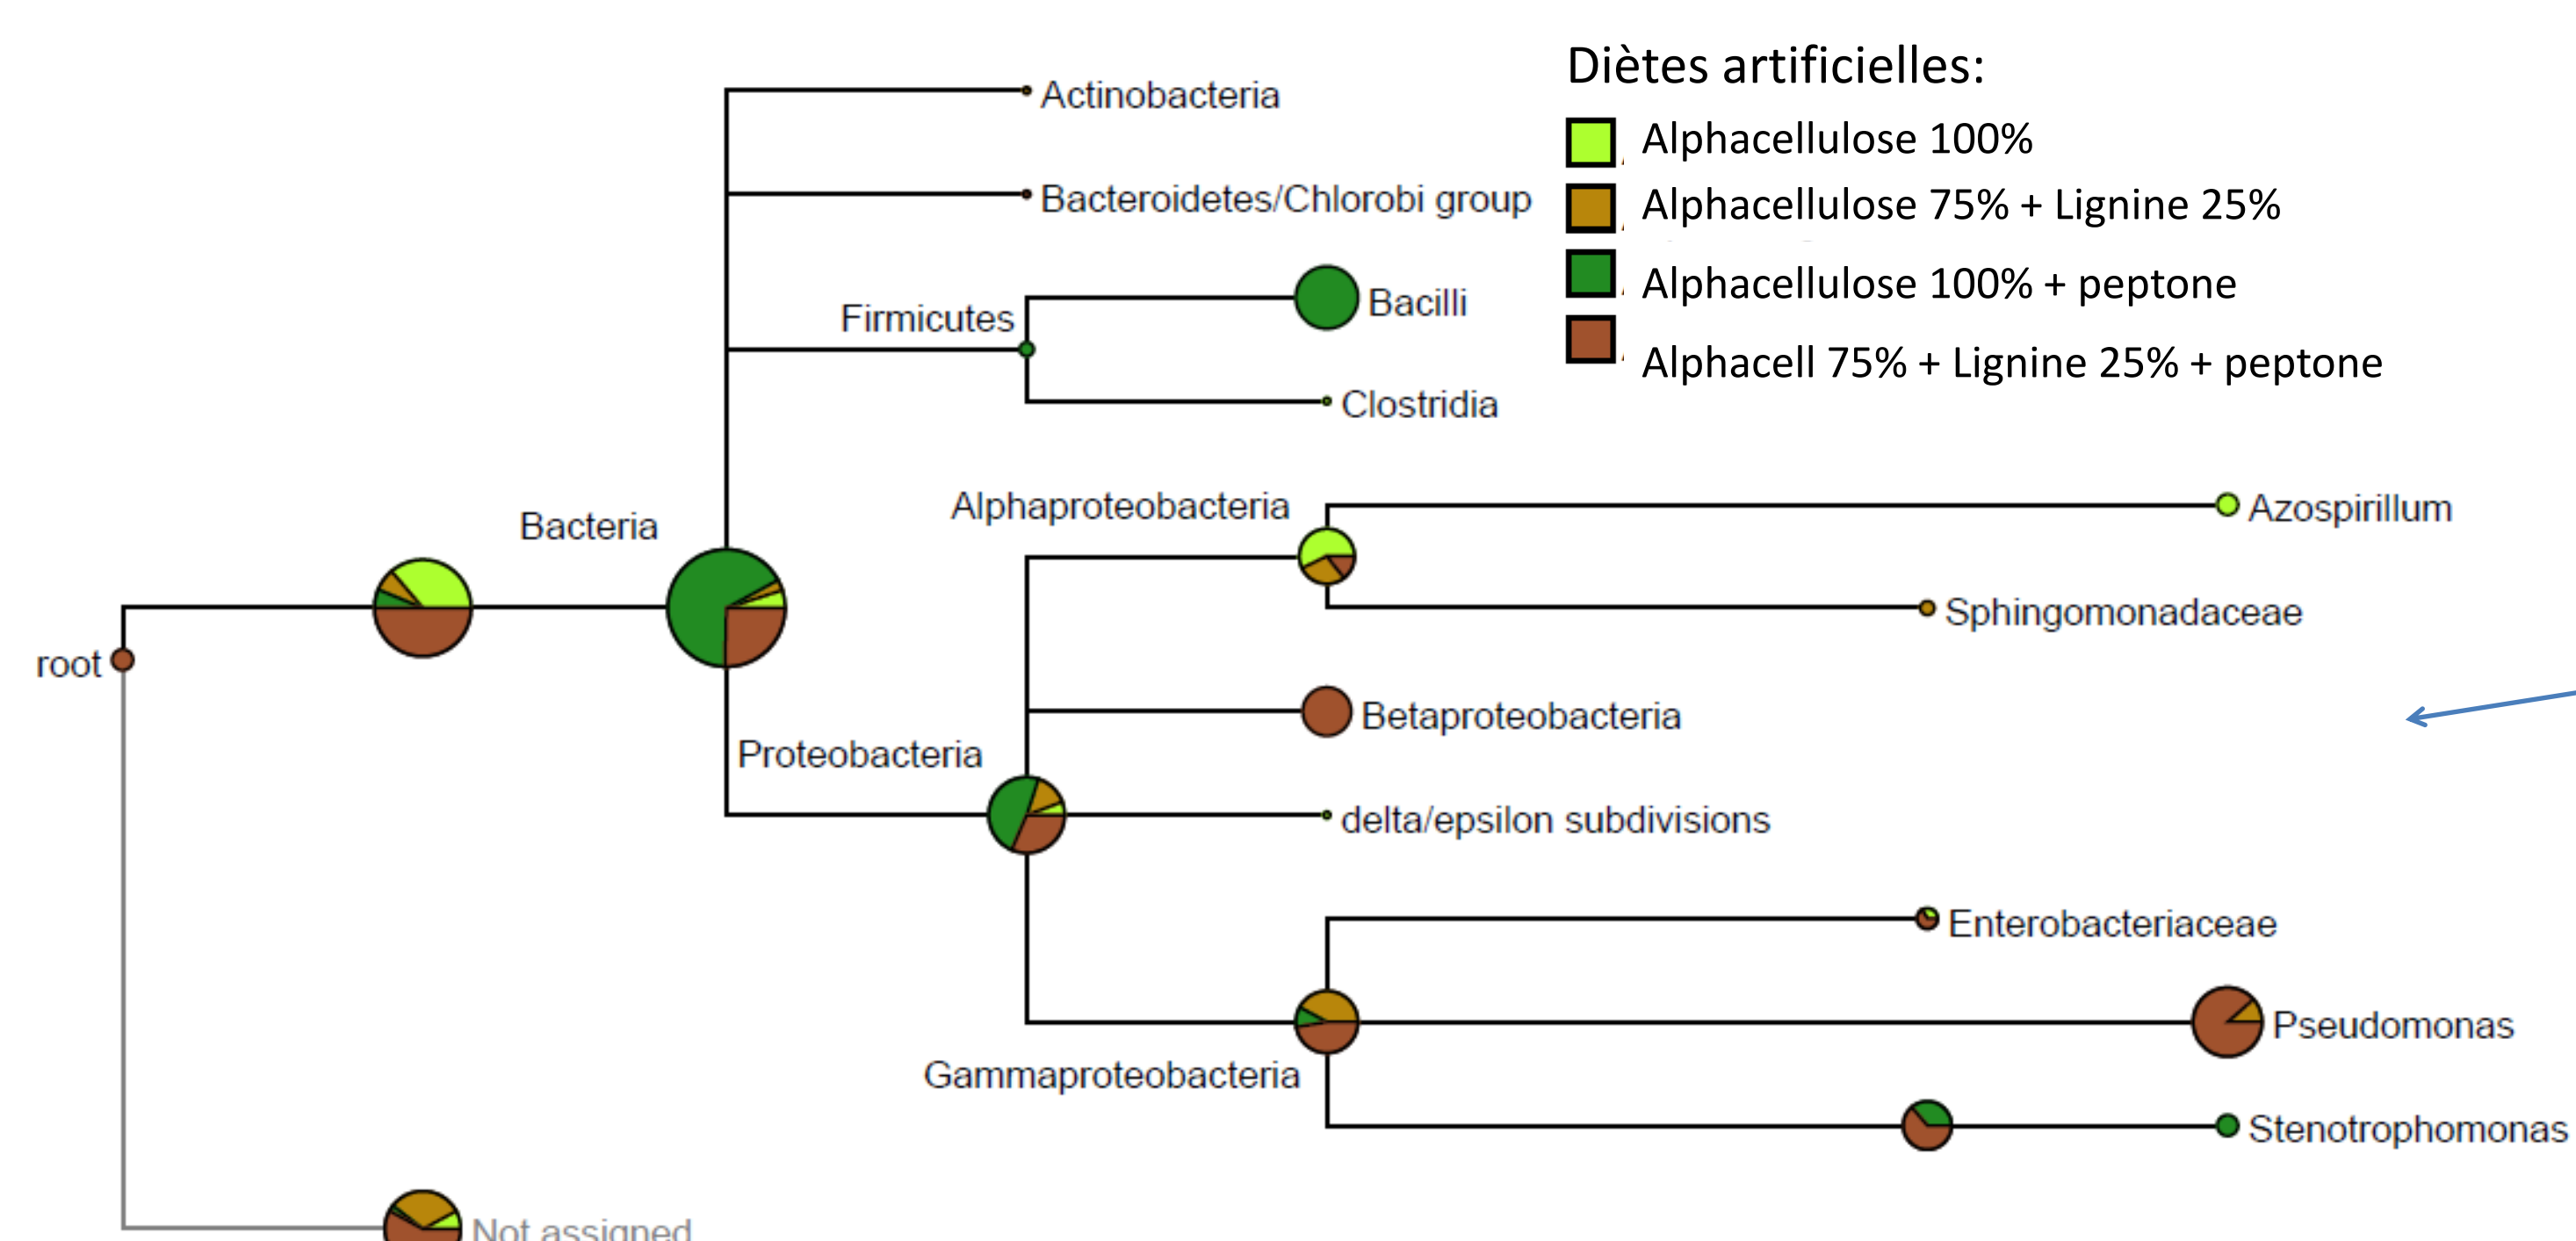 Diètes artificielles:
Alphacellulose 100%
Alphacellulose 75% + Lignine 25%
Alphacellulose 100% + peptone
Alphacell 75% + Lignine 25% + peptone
Actinobacteria
Bacteroidetes/Chlorobi group
Firmicutes
Bacilli
Clostridia
Alphaproteobacteria
Azospirillum
Bacteria
Sphingomonadaceae
root
Betaproteobacteria
Proteobacteria
delta/epsilon subdivisions
Enterobacteriaceae
Pseudomonas
Gammaproteobacteria
Stenotrophomonas
Not assigned